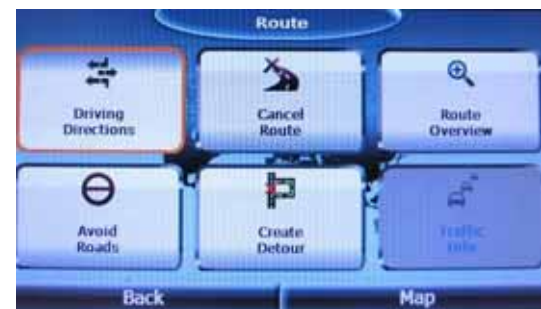 Route
Driving
Directions
Cancel
Route
Route
Overview
Avoid
Roads
Create
Detour
Traffic
Info
Back
Map